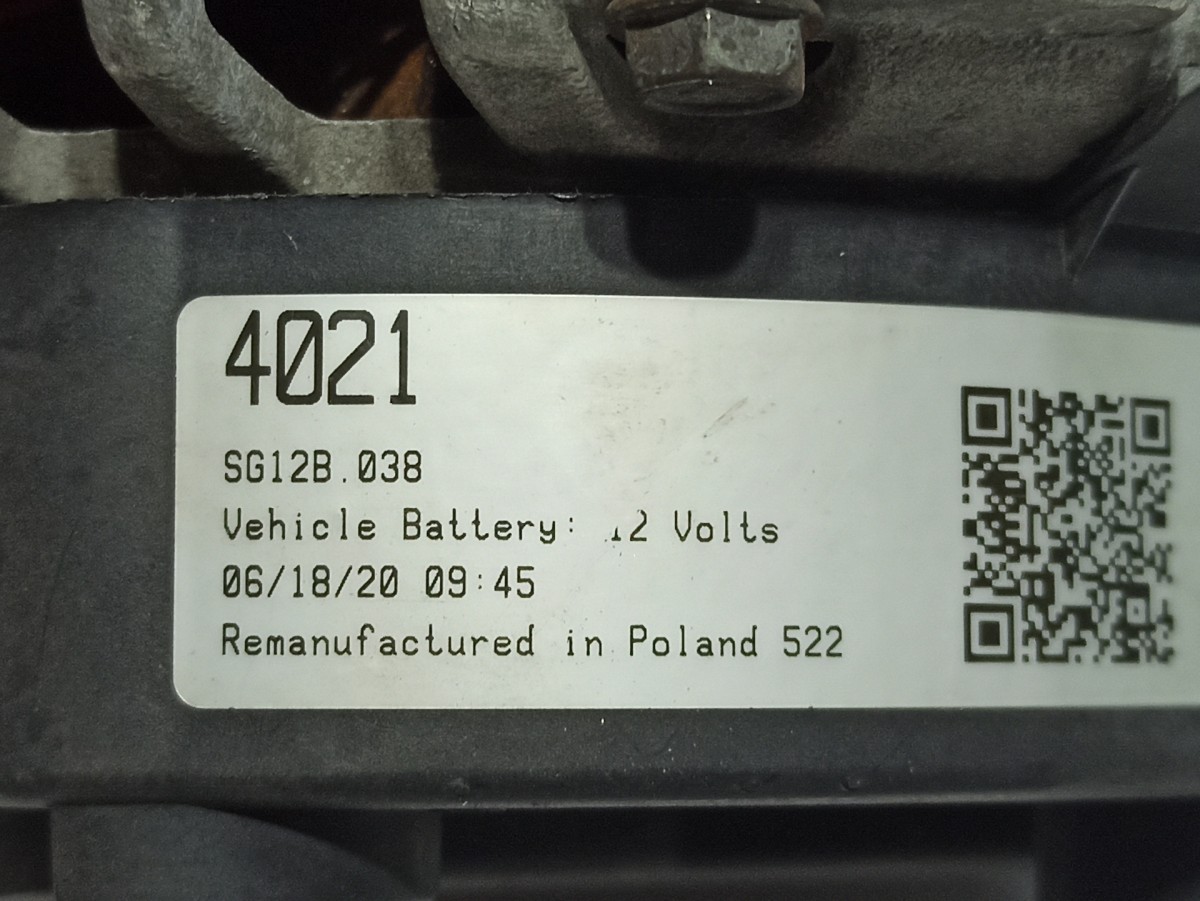 4021
SG12B.038
Vehicle Battery: 12 Volts
06/18/20 09:45
Remanufactured in Poland 522